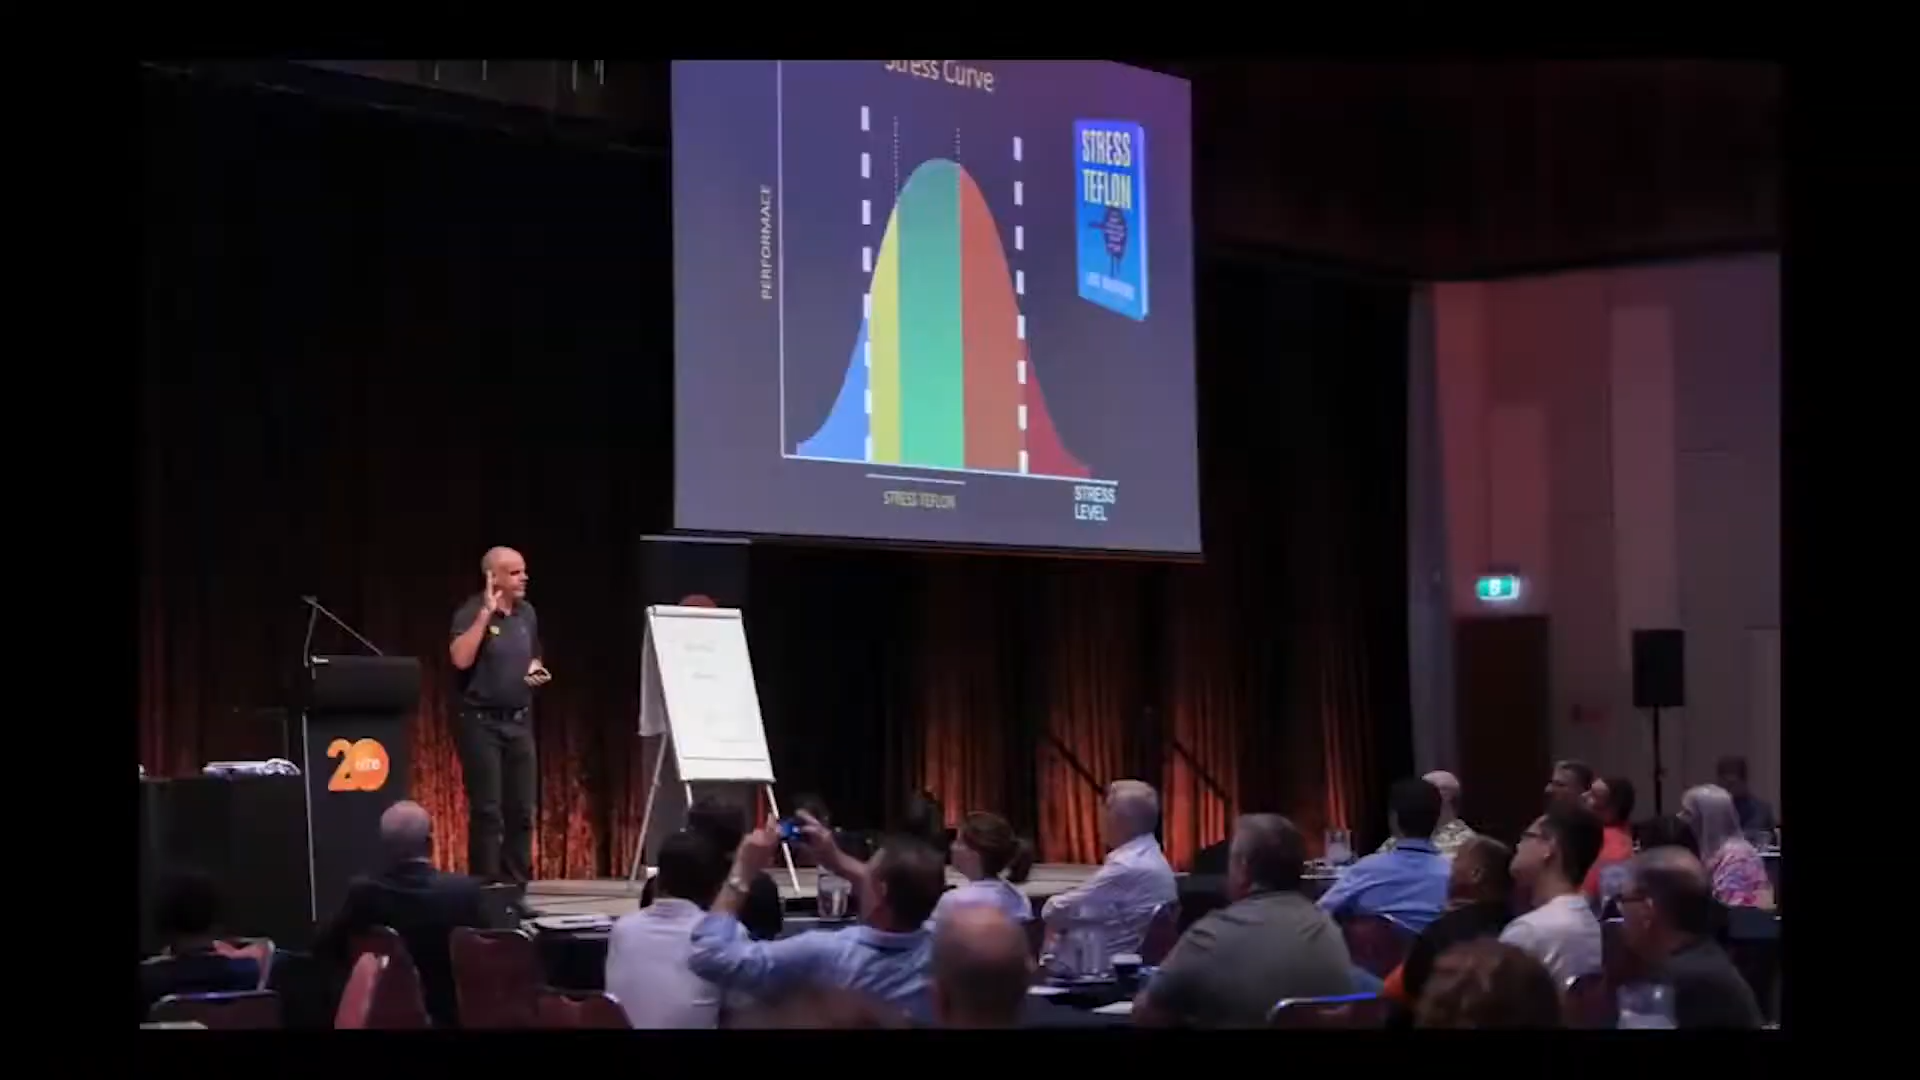 Stress Curve
STRESS
TEFLON
PERFORMACE
STRESS TEFLON
STRESS
LEVEL
20